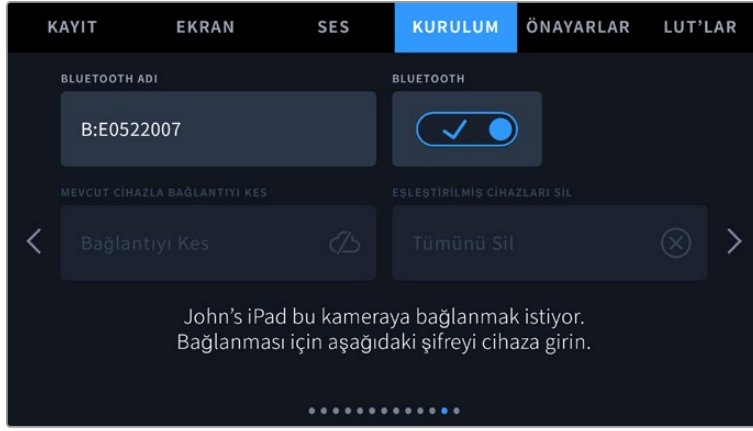 KAYIT EKRAN SES KURULUM ÖNAYARLAR LUT’LAR
BLUETOOTH ADI BLUETOOTH
B:E0522007
MEVCUT CİHAZLA BAĞLANTIYI KES EŞLEŞTİRİLMİŞ CİHAZLARI SİL
Bağlantıyı Kes Tümünü Sil
John’s iPad bu kameraya bağlanmak istiyor.
Bağlanması için aşağıdaki şifreyi cihaza girin.